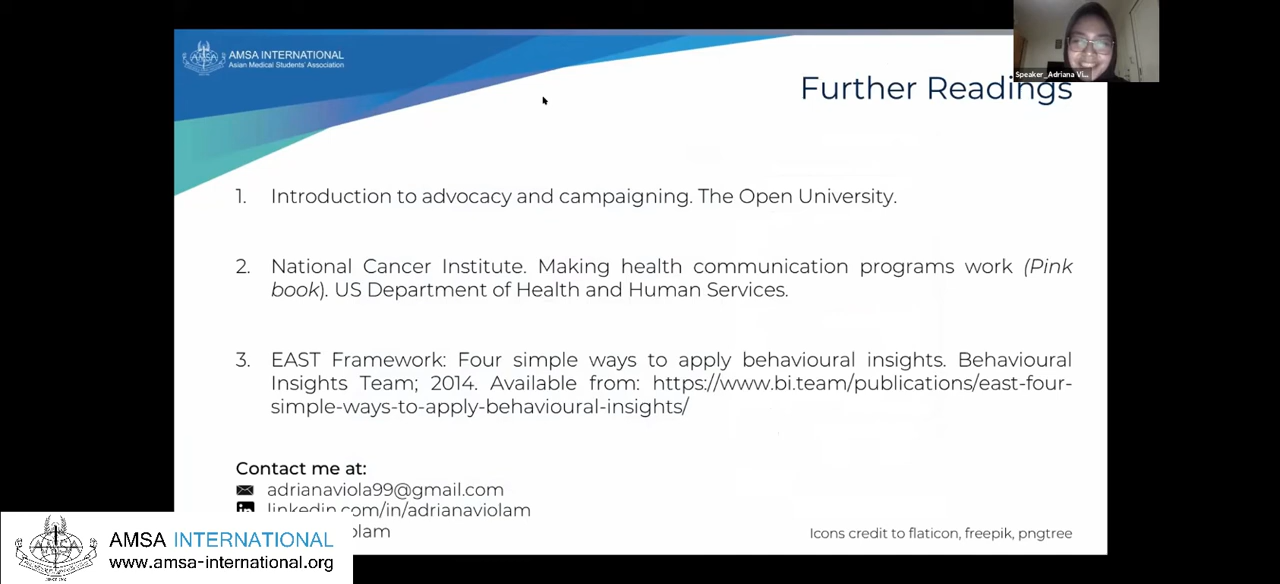 AMSA INTERNATIONAL
Asian Medical Students' Association
Speaker_Adriana Vi...
Further Readings
1. Introduction to advocacy and campaigning. The Open University.
2. National Cancer Institute. Making health communication programs work (Pink
book). US Department of Health and Human Services.
3. EAST Framework: Four simple ways to apply behavioural insights. Behavioural
Insights Team; 2014. Available from: https://www.bi.team/publications/east-four-
simple-ways-to-apply-behavioural-insights/
Contact me at:
adrianaviola99@gmail.com
in linkedin.com/in/adrianaviolam
olam
Icons credit to flaticon, freepik, pngtree
AMSA INTERNATIONAL
www.amsa-international.org